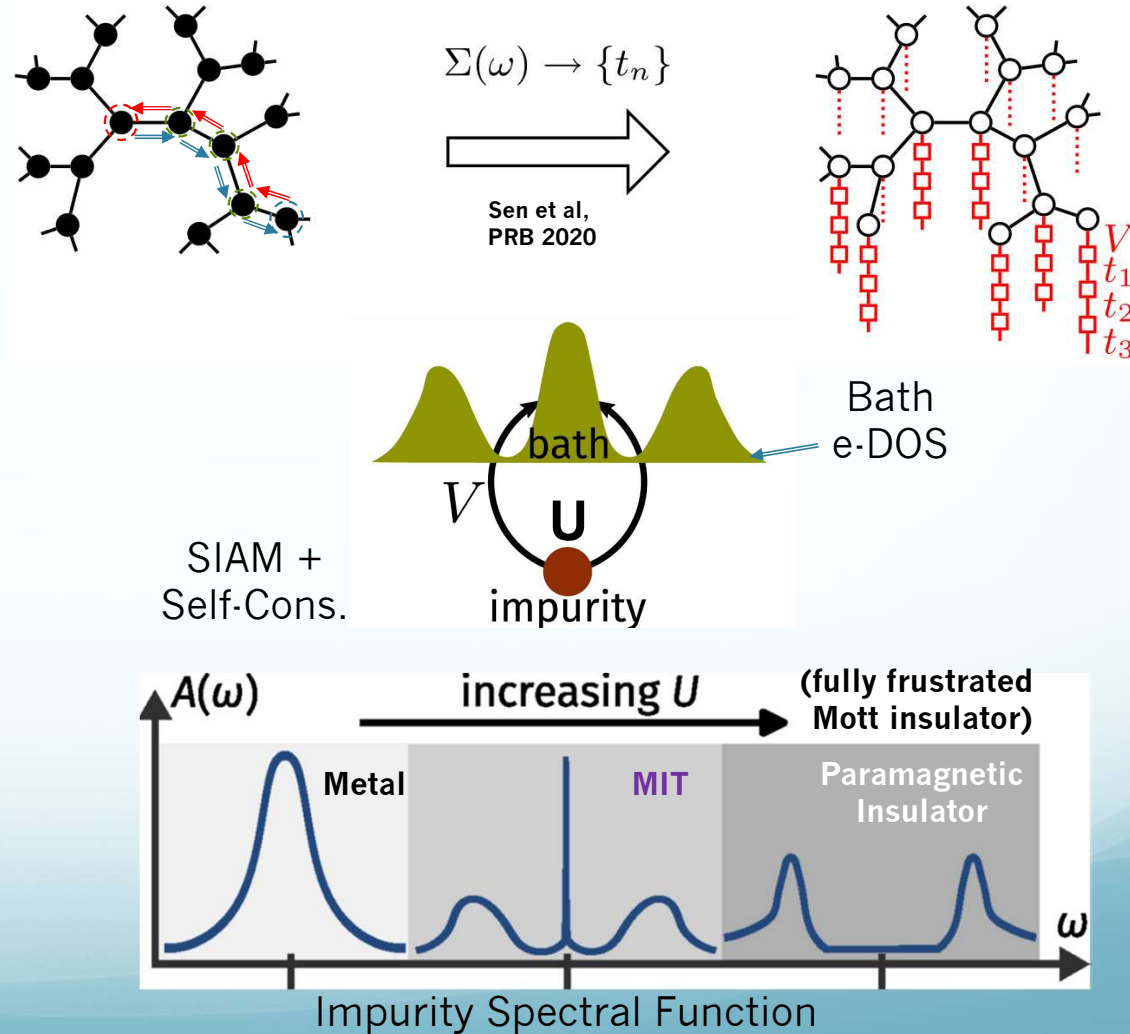 Σ(ω) → {t_n}
Sen et al,
PRB 2020
V
t_1
t_2
t_3
bath
Bath
e-DOS
V
U
SIAM +
Self-Cons.
impurity
A(ω)
increasing U
(fully frustrated
Mott insulator)
Metal
MIT
Paramagnetic
Insulator
ω
Impurity Spectral Function